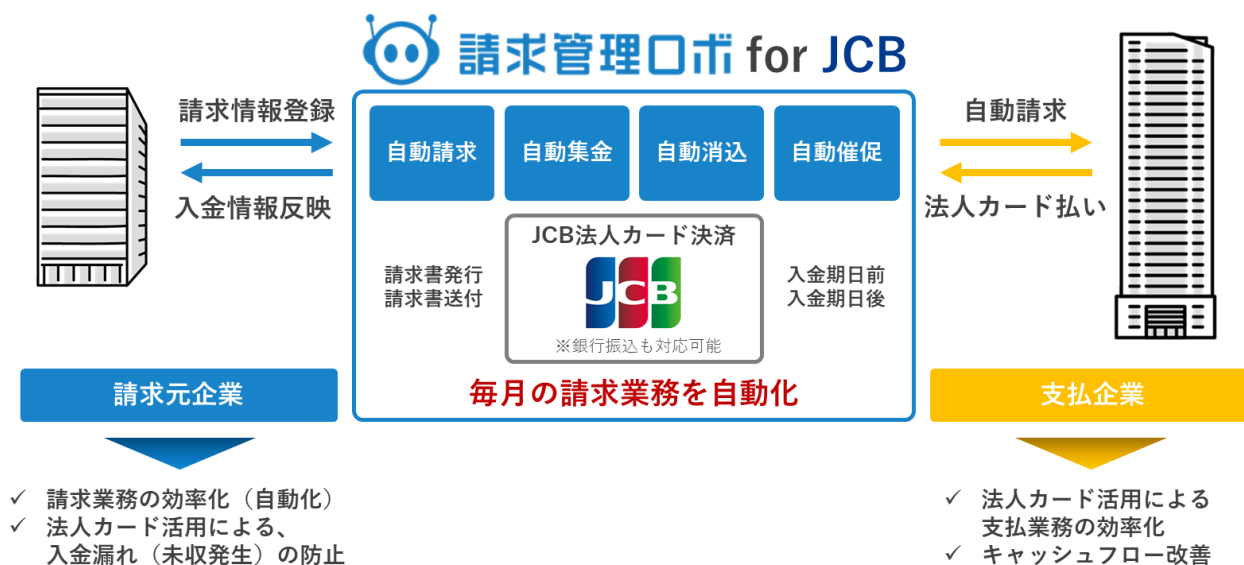 請求管理ロボ for JCB
請求情報登録
入金情報反映
自動請求
自動集金
自動消込
自動催促
自動請求
法人カード払い
請求書発行
請求書送付
JCB法人カード決済
JCB
※銀行振込も対応可能
入金期日前
入金期日後
毎月の請求業務を自動化
請求元企業
支払企業
✓ 請求業務の効率化（自動化）
✓ 法人カード活用による、
入金漏れ（未収発生）の防止
✓ 法人カード活用による
支払業務の効率化
✓ キャッシュフロー改善